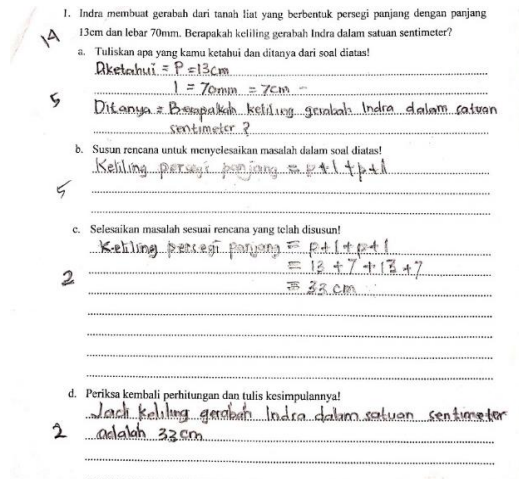 1. Indra membuat gerabah dari tanah liat yang berbentuk persegi panjang dengan panjang
14 13cm dan lebar 70mm. Berapakah keliling gerabah Indra dalam satuan sentimeter?
a. Tuliskan apa yang kamu ketahui dan ditanya dari soal diatas!
Diketahui = P = 13cm
l = 70mm = 7cm
5 Ditanya = Berapakah keliling gerabah Indra dalam satuan
sentimeter ?
b. Susun rencana untuk menyelesaikan masalah dalam soal diatas!
Keliling persegi panjang = p+l+p+l
5
c. Selesaikan masalah sesuai rencana yang telah disusun!
Keliling persegi panjang = p+l+p+l
= 13 +7 +13 +7
2 = 33 cm
d. Periksa kembali perhitungan dan tulis kesimpulannya!
Jadi keliling gerabah Indra dalam satuan sentimeter
2 adalah 33 cm